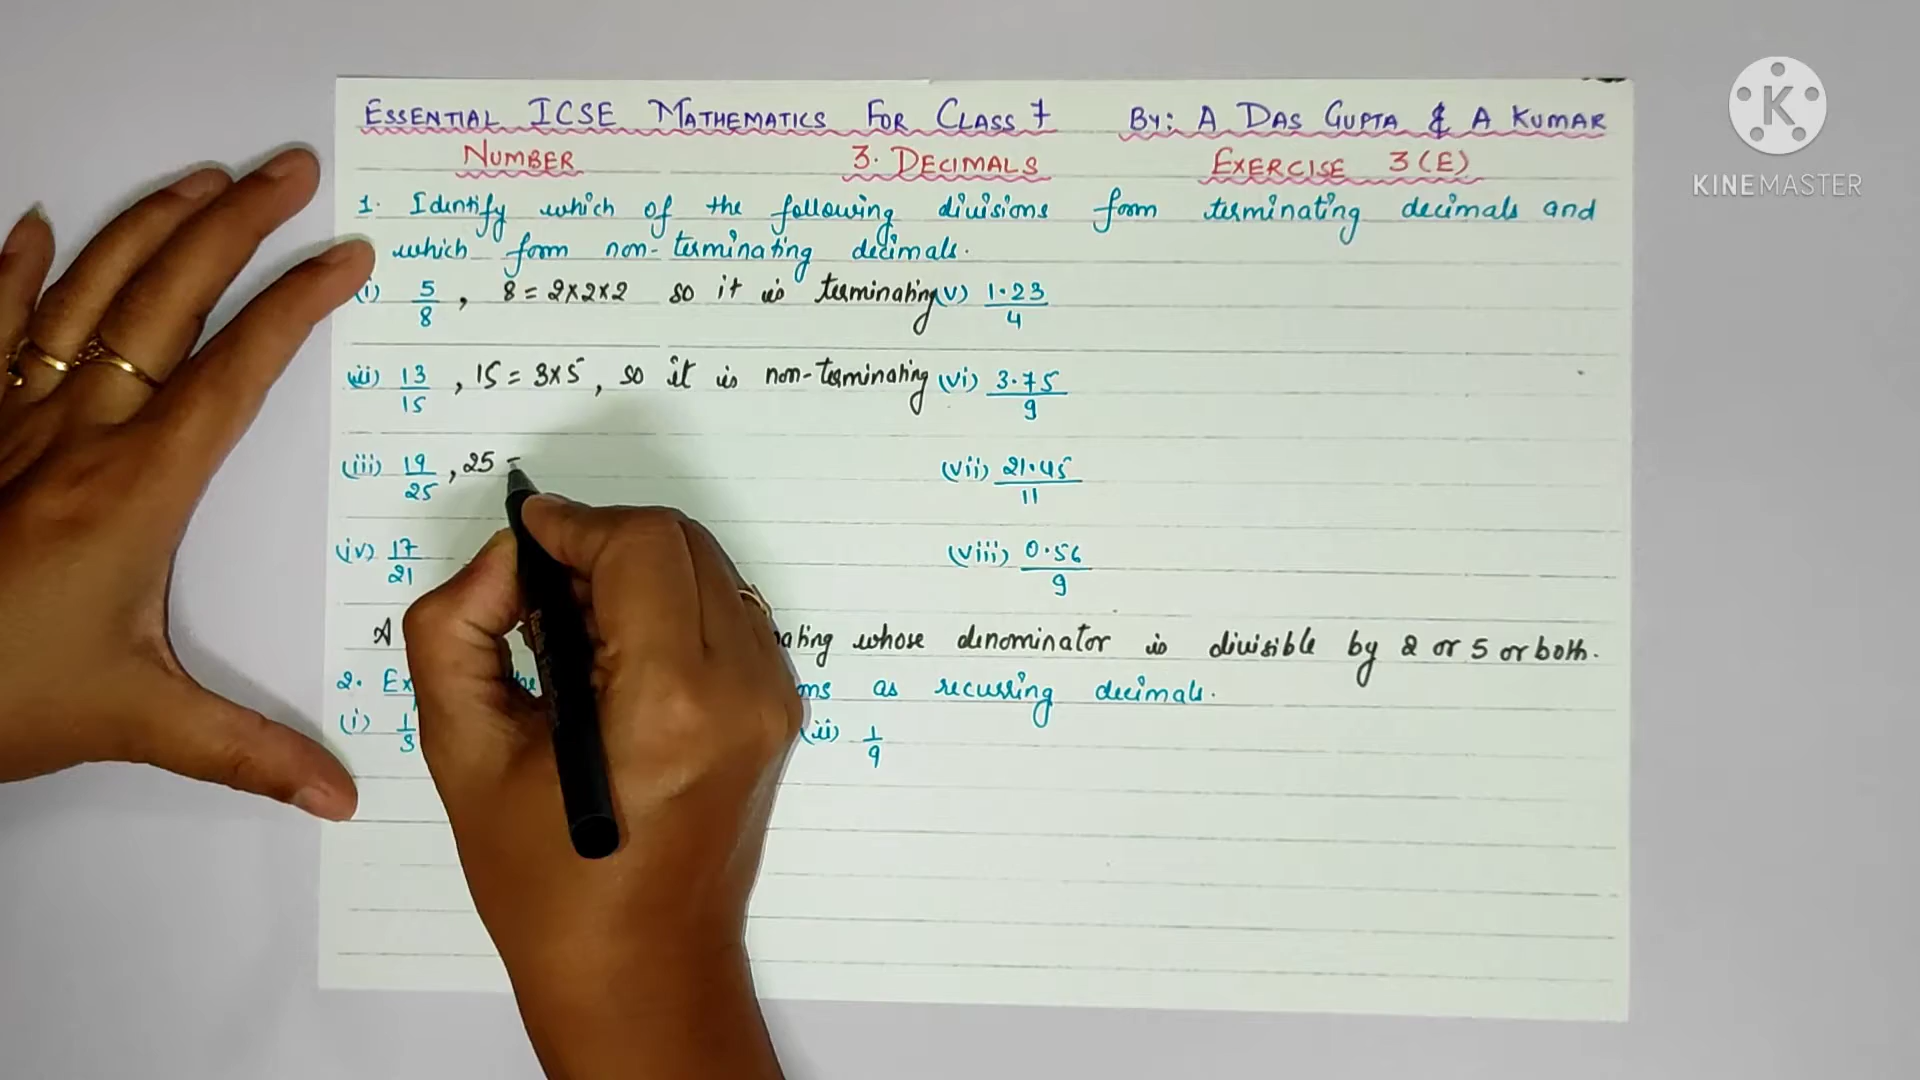 ESSENTIAL ICSE MATHEMATICS FOR CLASS 7 BY: A DAS GUPTA & A KUMAR
NUMBER 3. DECIMALS EXERCISE 3(E)
1. Identify which of the following divisions form terminating decimals and
which form non-terminating decimals.
(i) 5/8, 8 = 2×2×2 so it is terminating
(ii) 13/15, 15 = 3×5, so it is non-terminating
(iii) 19/25, 25 =
(iv) 17/21
(v) 1.23/4
(vi) 3.75/9
(vii) 21.45/11
(viii) 0.56/9
A whose denominator is divisible by 2 or 5 or both.
2. as recurring decimals.
(i) 1/3 (ii) 1/9
KINEMASTER